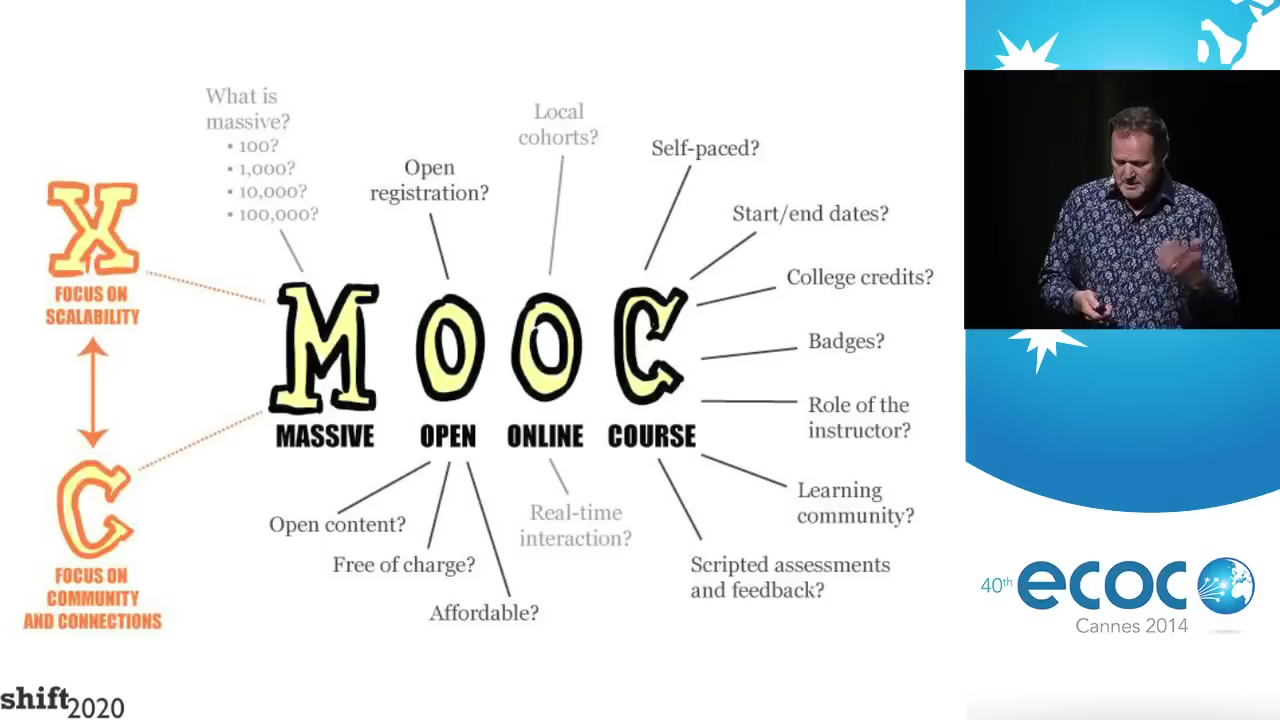 What is
massive?
• 100?
• 1,000?
• 10,000?
• 100,000?
Open
registration?
Local
cohorts?
Self-paced?
Start/end dates?
College credits?
Badges?
Role of the
instructor?
Learning
community?
Scripted assessments
and feedback?
X
FOCUS ON
SCALABILITY
C
FOCUS ON
COMMUNITY
AND CONNECTIONS
MOOC
MASSIVE OPEN ONLINE COURSE
Open content?
Free of charge?
Affordable?
Real-time
interaction?
shift2020
40th ecoc
Cannes 2014